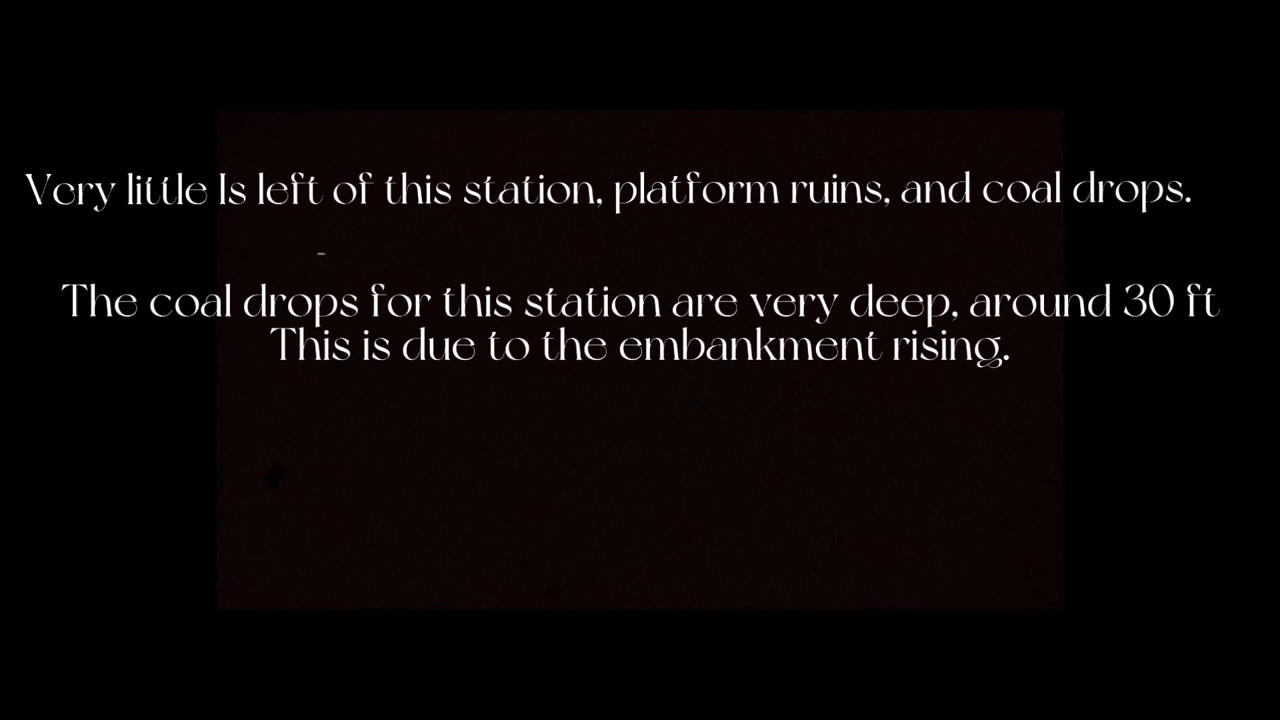 Very little Is left of this station, platform ruins, and coal drops.
-
The coal drops for this station are very deep, around 30 ft
This is due to the embankment rising.